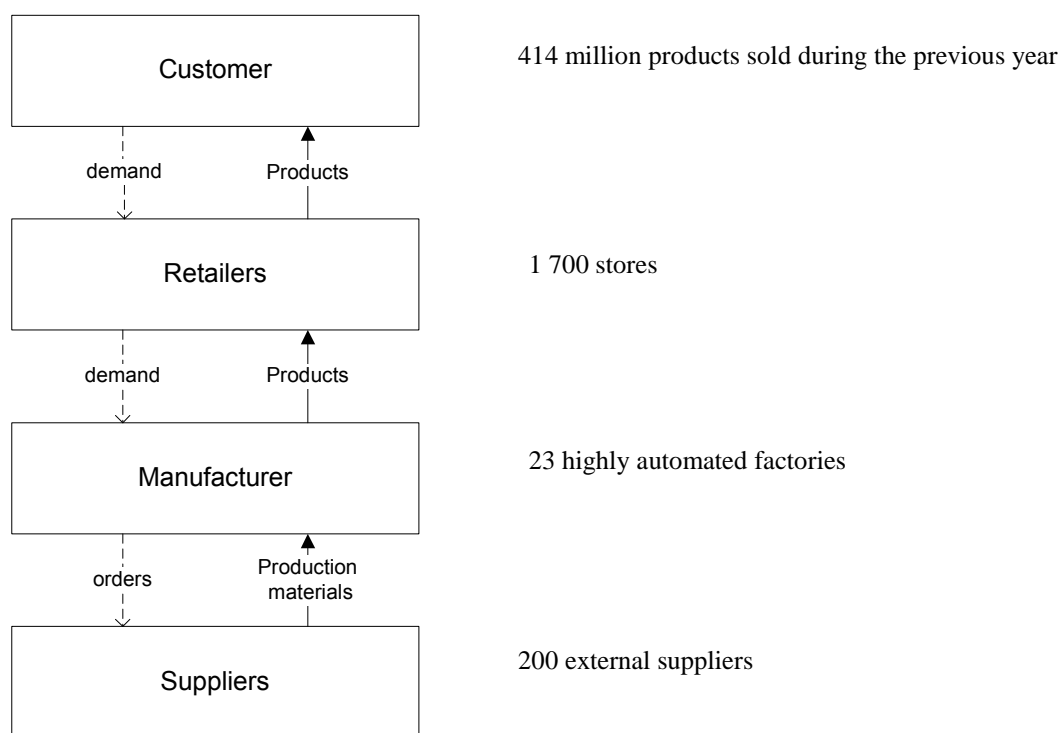 Customer
414 million products sold during the previous year
demand
Products
Retailers
1 700 stores
demand
Products
Manufacturer
23 highly automated factories
orders
Production
materials
Suppliers
200 external suppliers